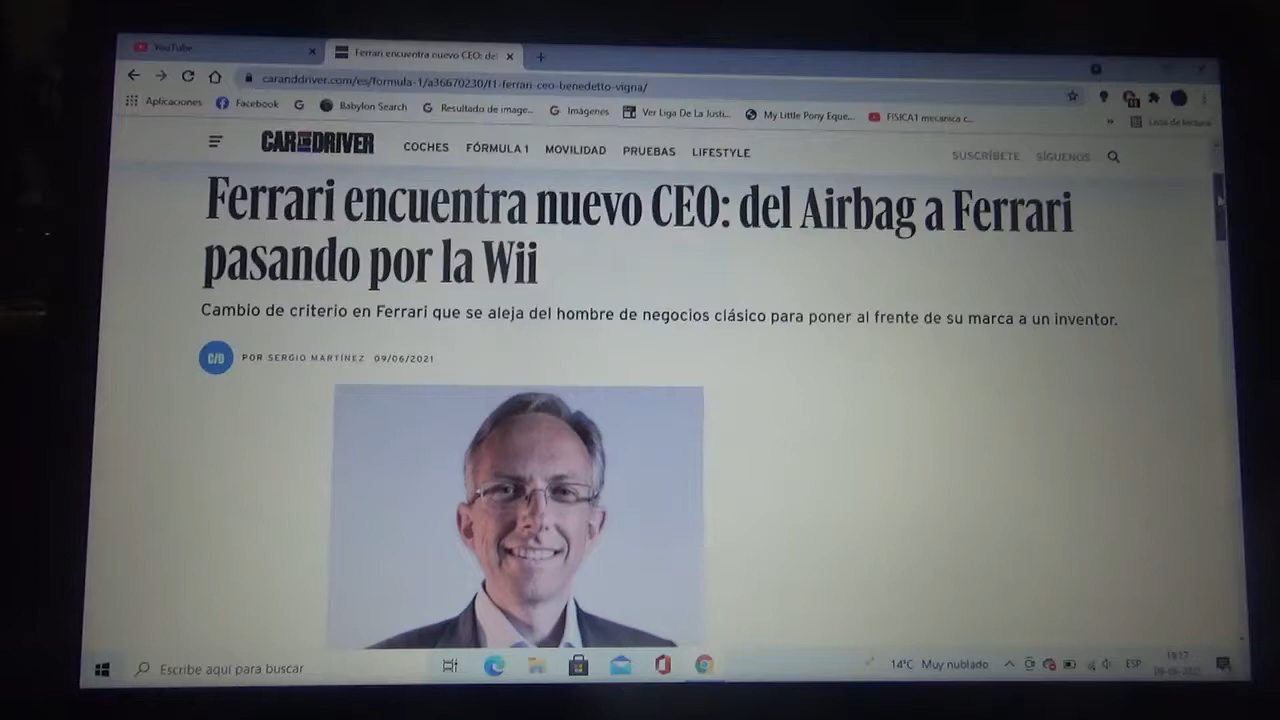 YouTube
Ferrari encuentra nuevo CEO: del
caranddriver.com/es/formula-1/a36670230/f1-ferrari-ceo-benedetto-vigna/
Aplicaciones Facebook Babylon Search Resultado de image... Imágenes Ver Liga De La Justi... My Little Pony Eque... FISICA1 mecanica c... » Lista de lectura
CAR AND DRIVER COCHES FÓRMULA 1 MOVILIDAD PRUEBAS LIFESTYLE SUSCRÍBETE SÍGUENOS
Ferrari encuentra nuevo CEO: del Airbag a Ferrari
pasando por la Wii
Cambio de criterio en Ferrari que se aleja del hombre de negocios clásico para poner al frente de su marca a un inventor.
C/D POR SERGIO MARTÍNEZ 09/06/2021
Escribe aquí para buscar 14°C Muy nublado ESP 19:17